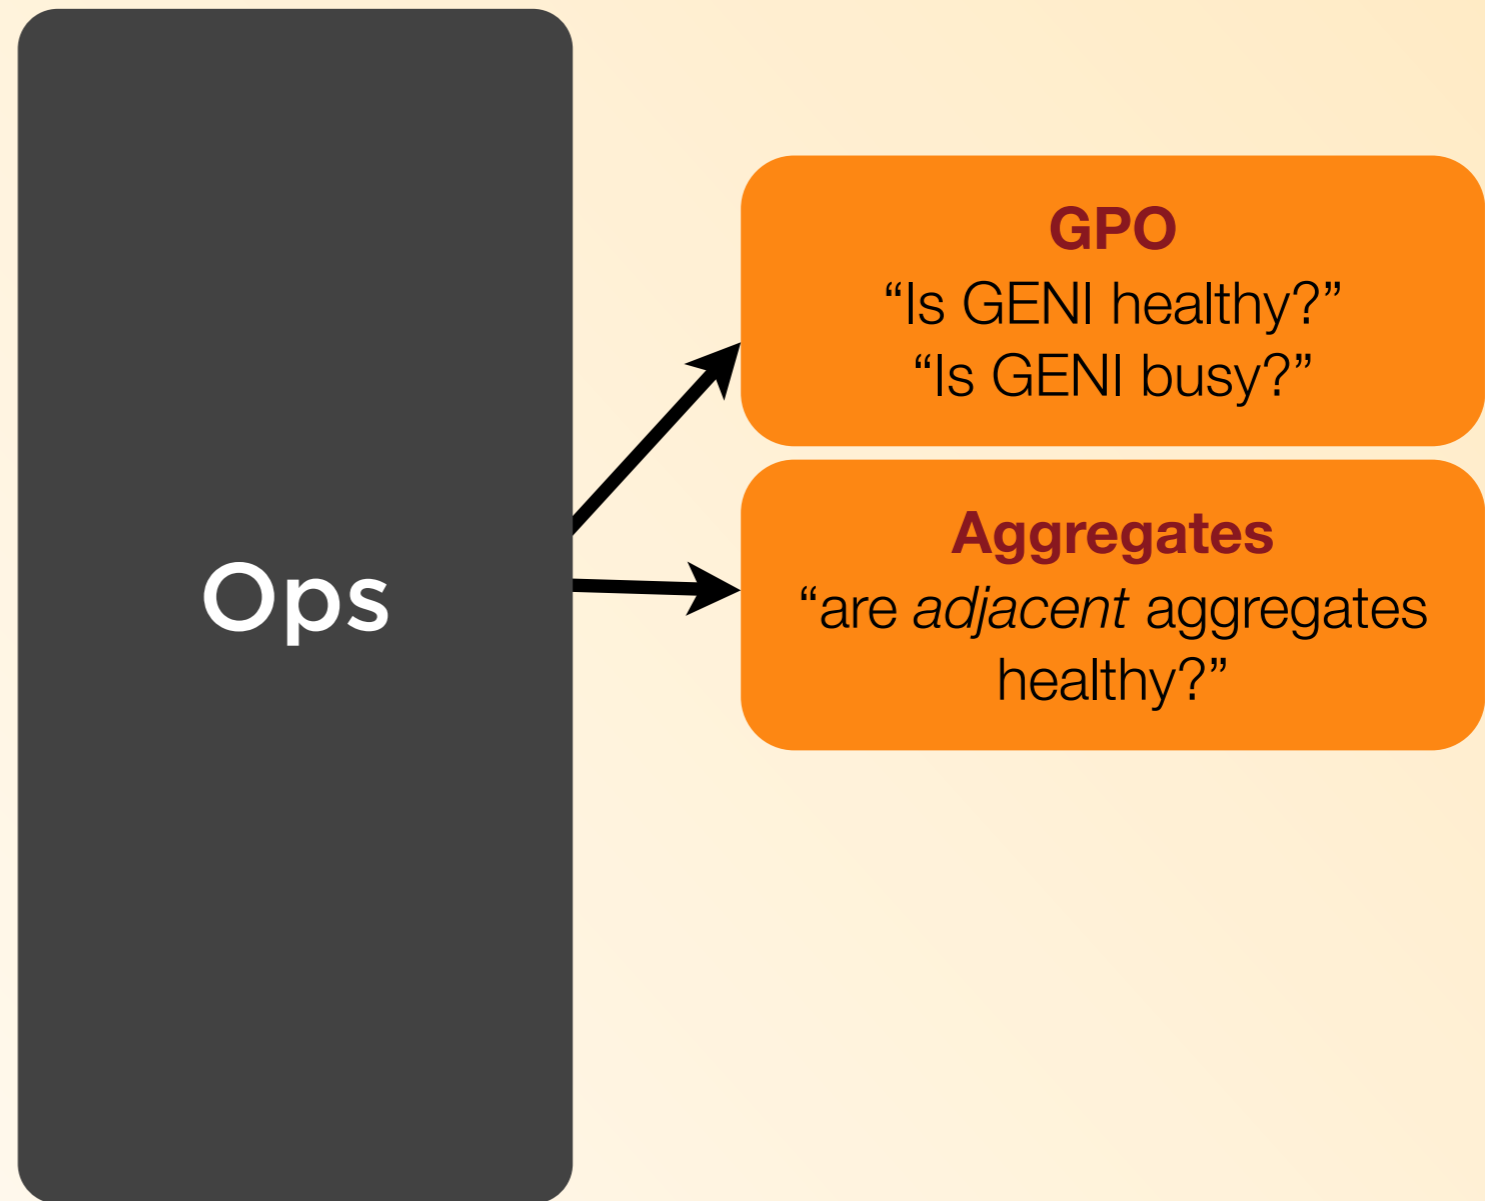 Ops
GPO
“Is GENI healthy?”
“Is GENI busy?”
Aggregates
“are adjacent aggregates
healthy?”